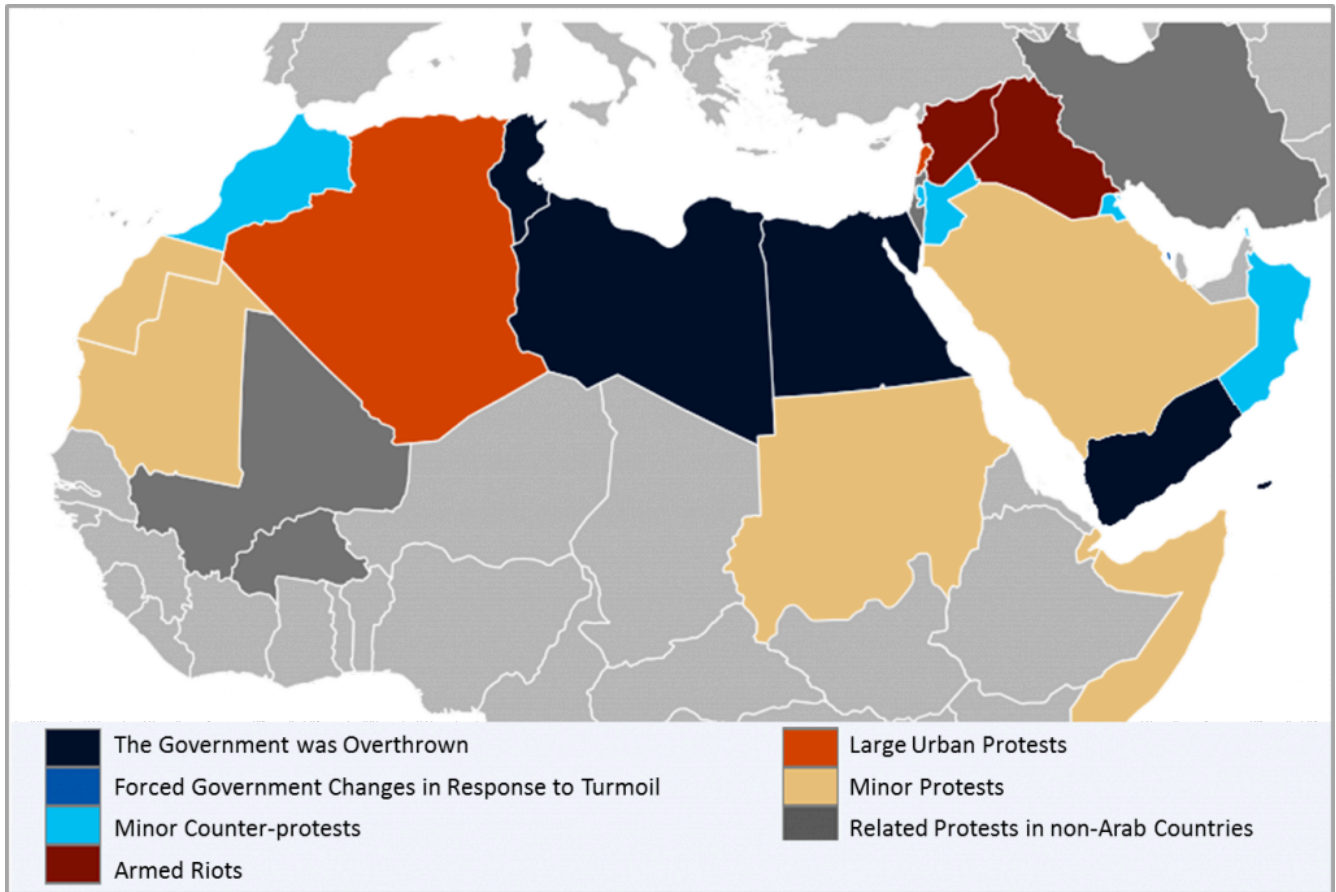 The Government was Overthrown
Forced Government Changes in Response to Turmoil
Minor Counter-protests
Armed Riots
Large Urban Protests
Minor Protests
Related Protests in non-Arab Countries